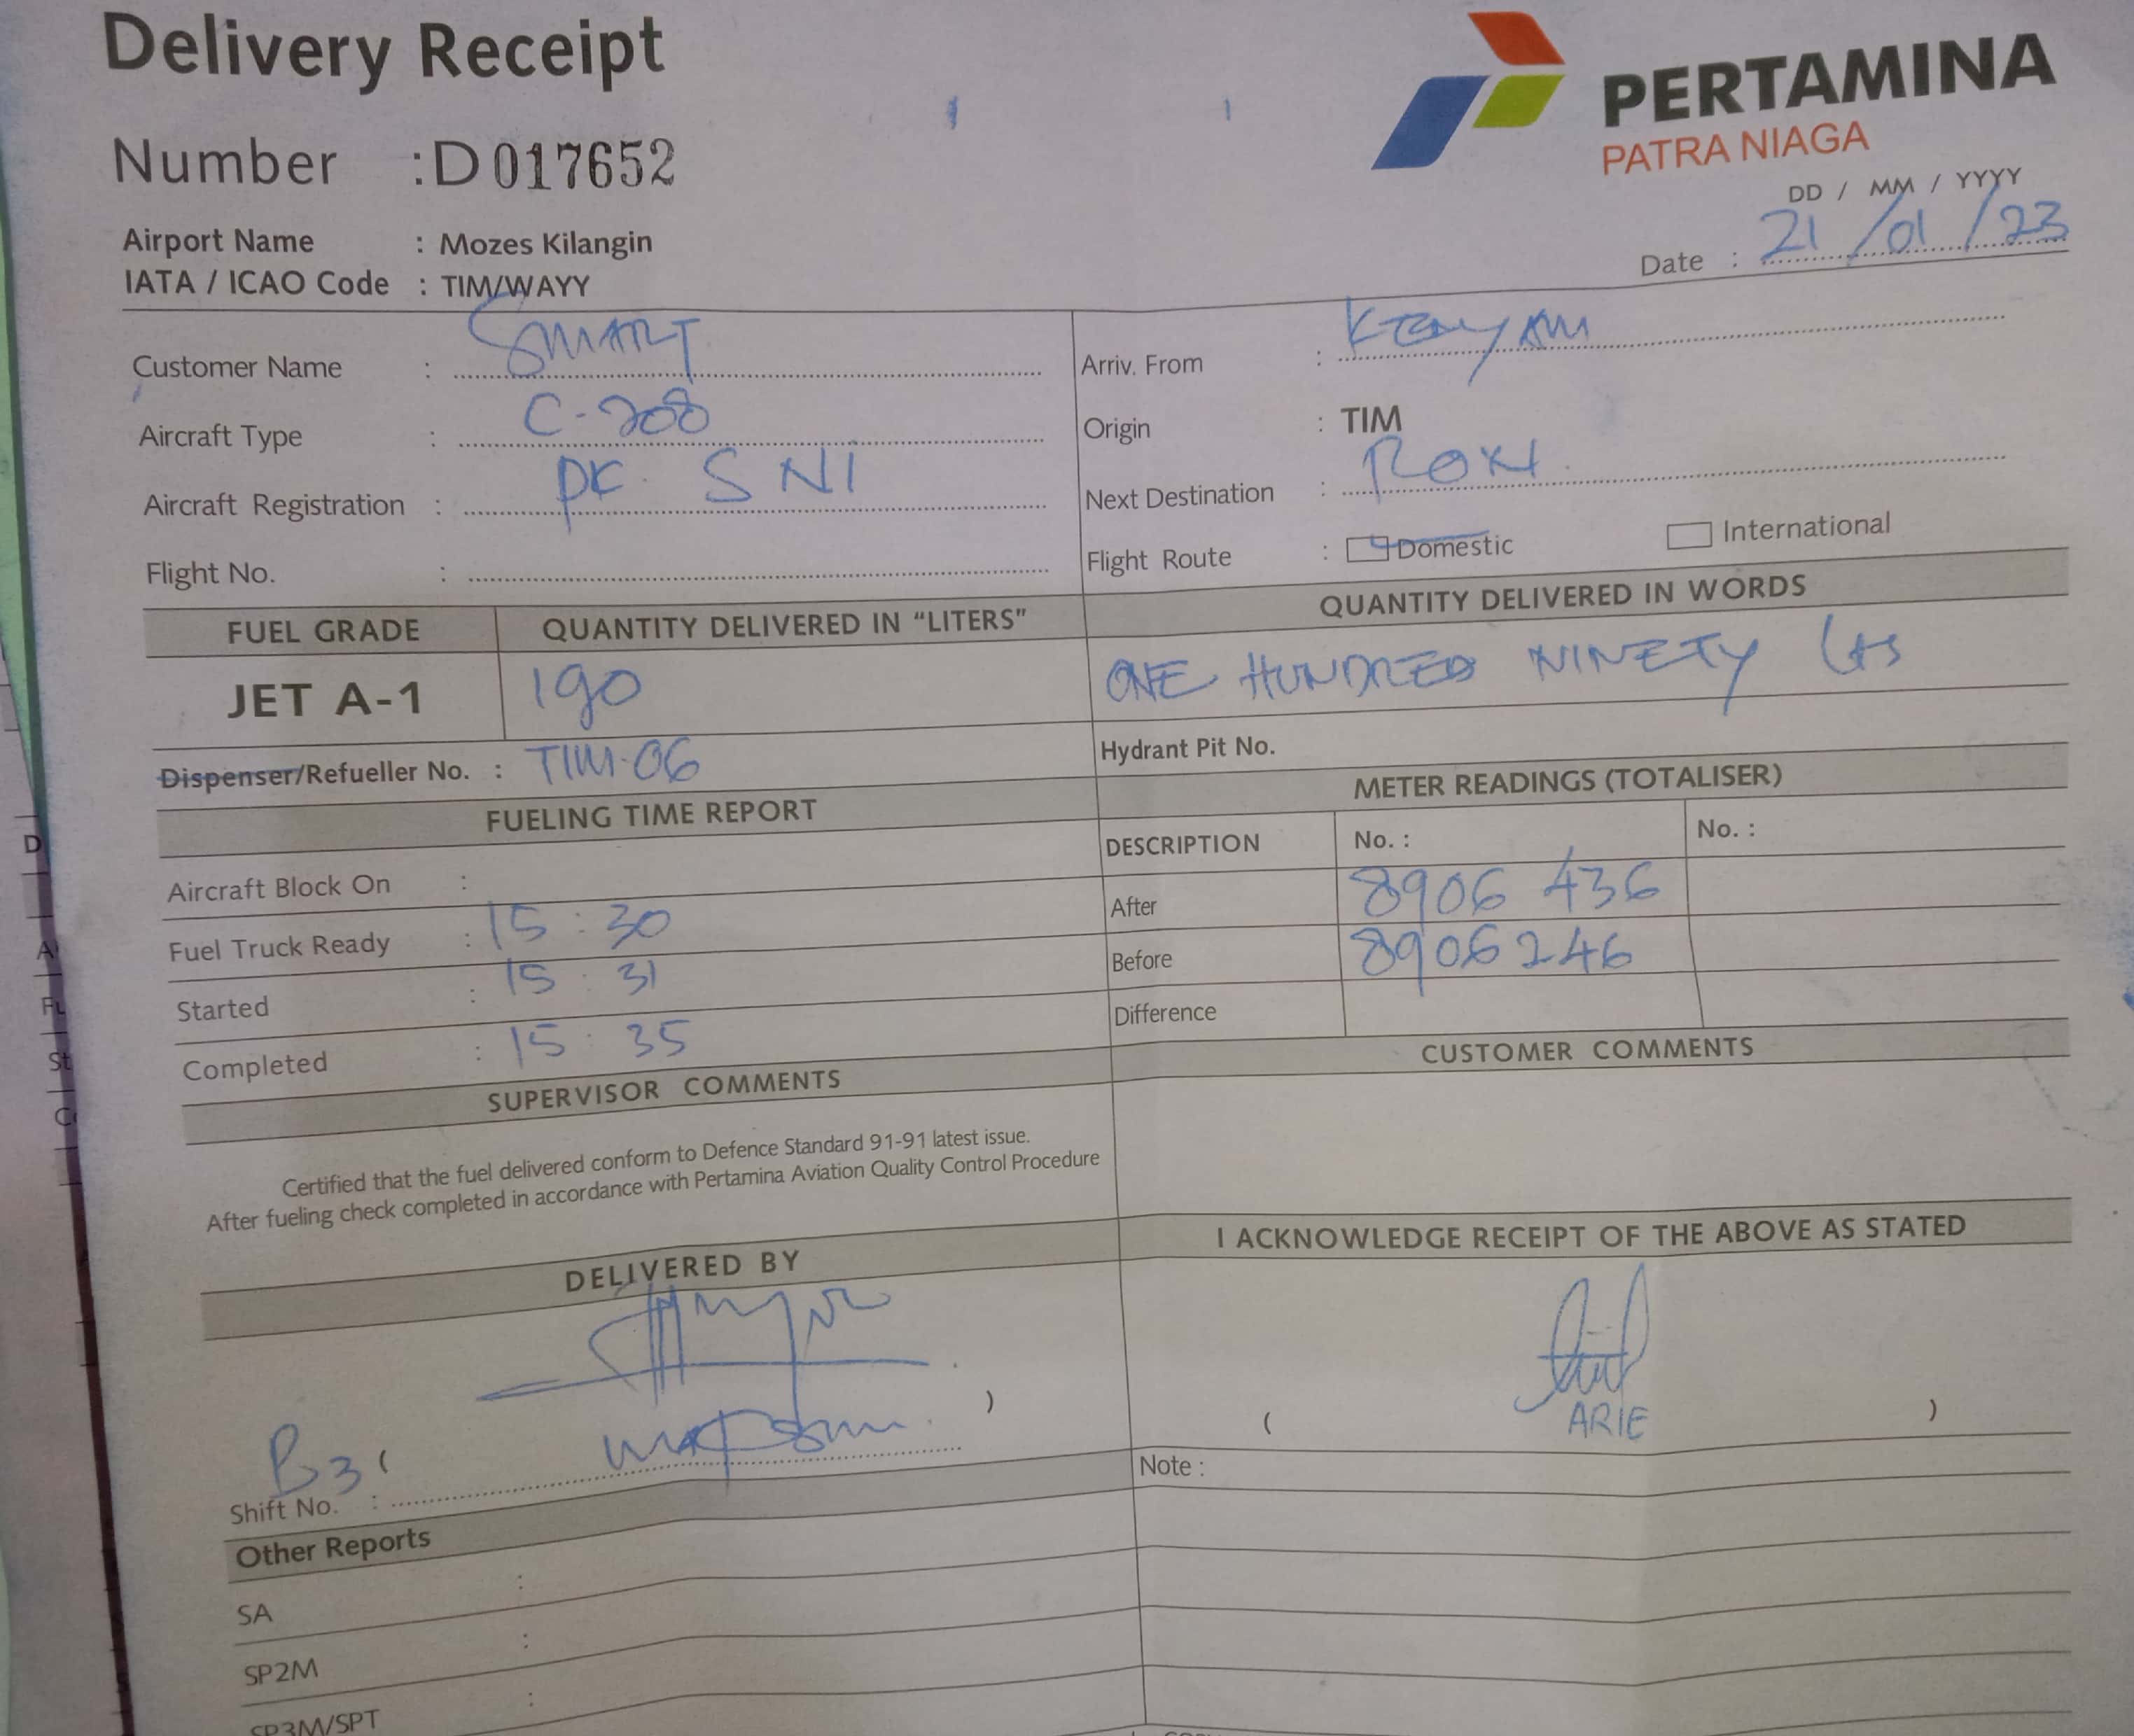 Delivery Receipt
PERTAMINA
PATRA NIAGA
Number : D 017652
DD / MM / YYYY
Date : 21/01/23
Airport Name : Mozes Kilangin
IATA / ICAO Code : TIM/WAYY
Customer Name : SMART
Arriv. From : KENYAM
Aircraft Type : C-208
Origin : TIM
Aircraft Registration : PK. SNI
Next Destination :
Flight No. :
Flight Route : Domestic International
FUEL GRADE QUANTITY DELIVERED IN "LITERS" QUANTITY DELIVERED IN WORDS
JET A-1 190 ONE HUNDRED NINETY Lts
Dispenser/Refueller No. : TIM-06
Hydrant Pit No.
FUELING TIME REPORT
METER READINGS (TOTALISER)
DESCRIPTION No. : No. :
Aircraft Block On :
After 8906 436
Fuel Truck Ready : 15 : 30
Before 8906246
Started : 15 : 31
Difference
Completed : 15 : 35
SUPERVISOR COMMENTS
CUSTOMER COMMENTS
Certified that the fuel delivered conform to Defence Standard 91-91 latest issue.
After fueling check completed in accordance with Pertamina Aviation Quality Control Procedure
DELIVERED BY
I ACKNOWLEDGE RECEIPT OF THE ABOVE AS STATED
B3 ( )
( ARIE )
Shift No. :
Note :
Other Reports
SA :
SP2M :
SP3M/SPT :